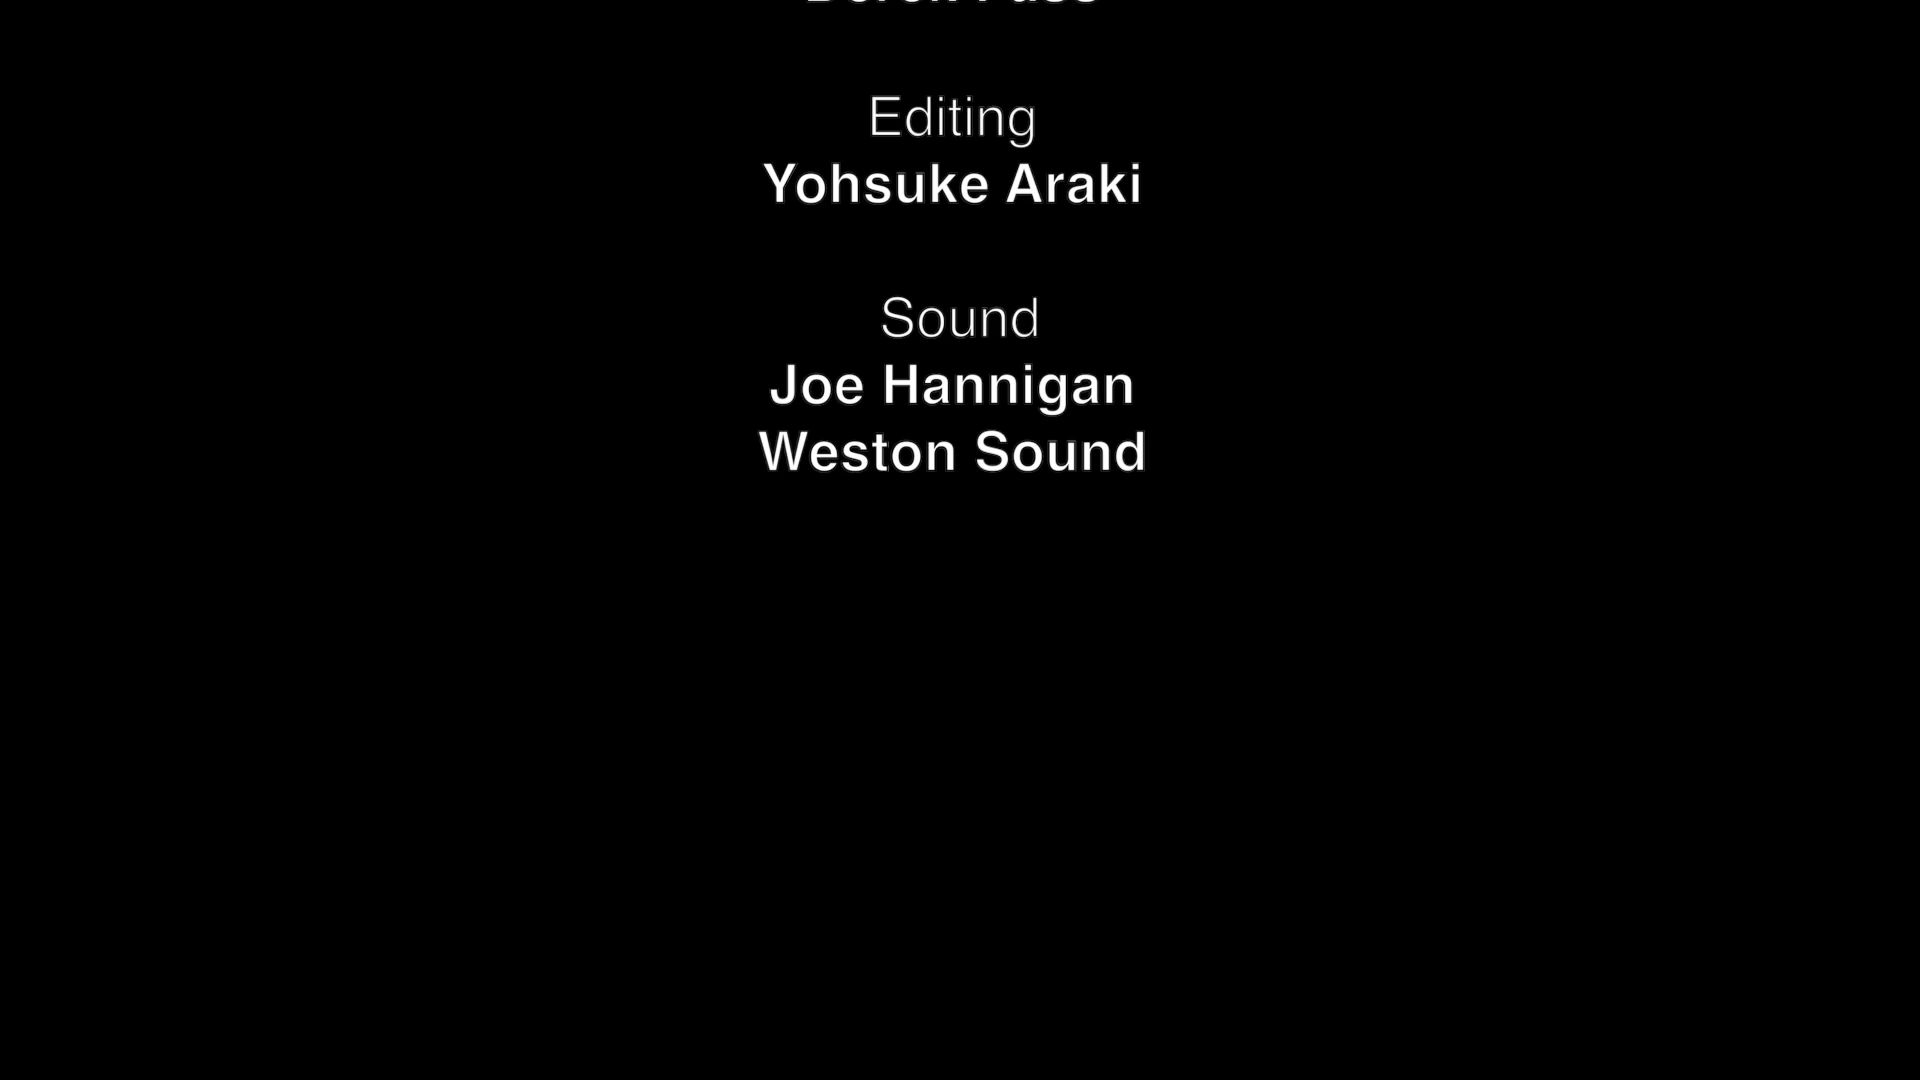 Editing
Yohsuke Araki
Sound
Joe Hannigan
Weston Sound